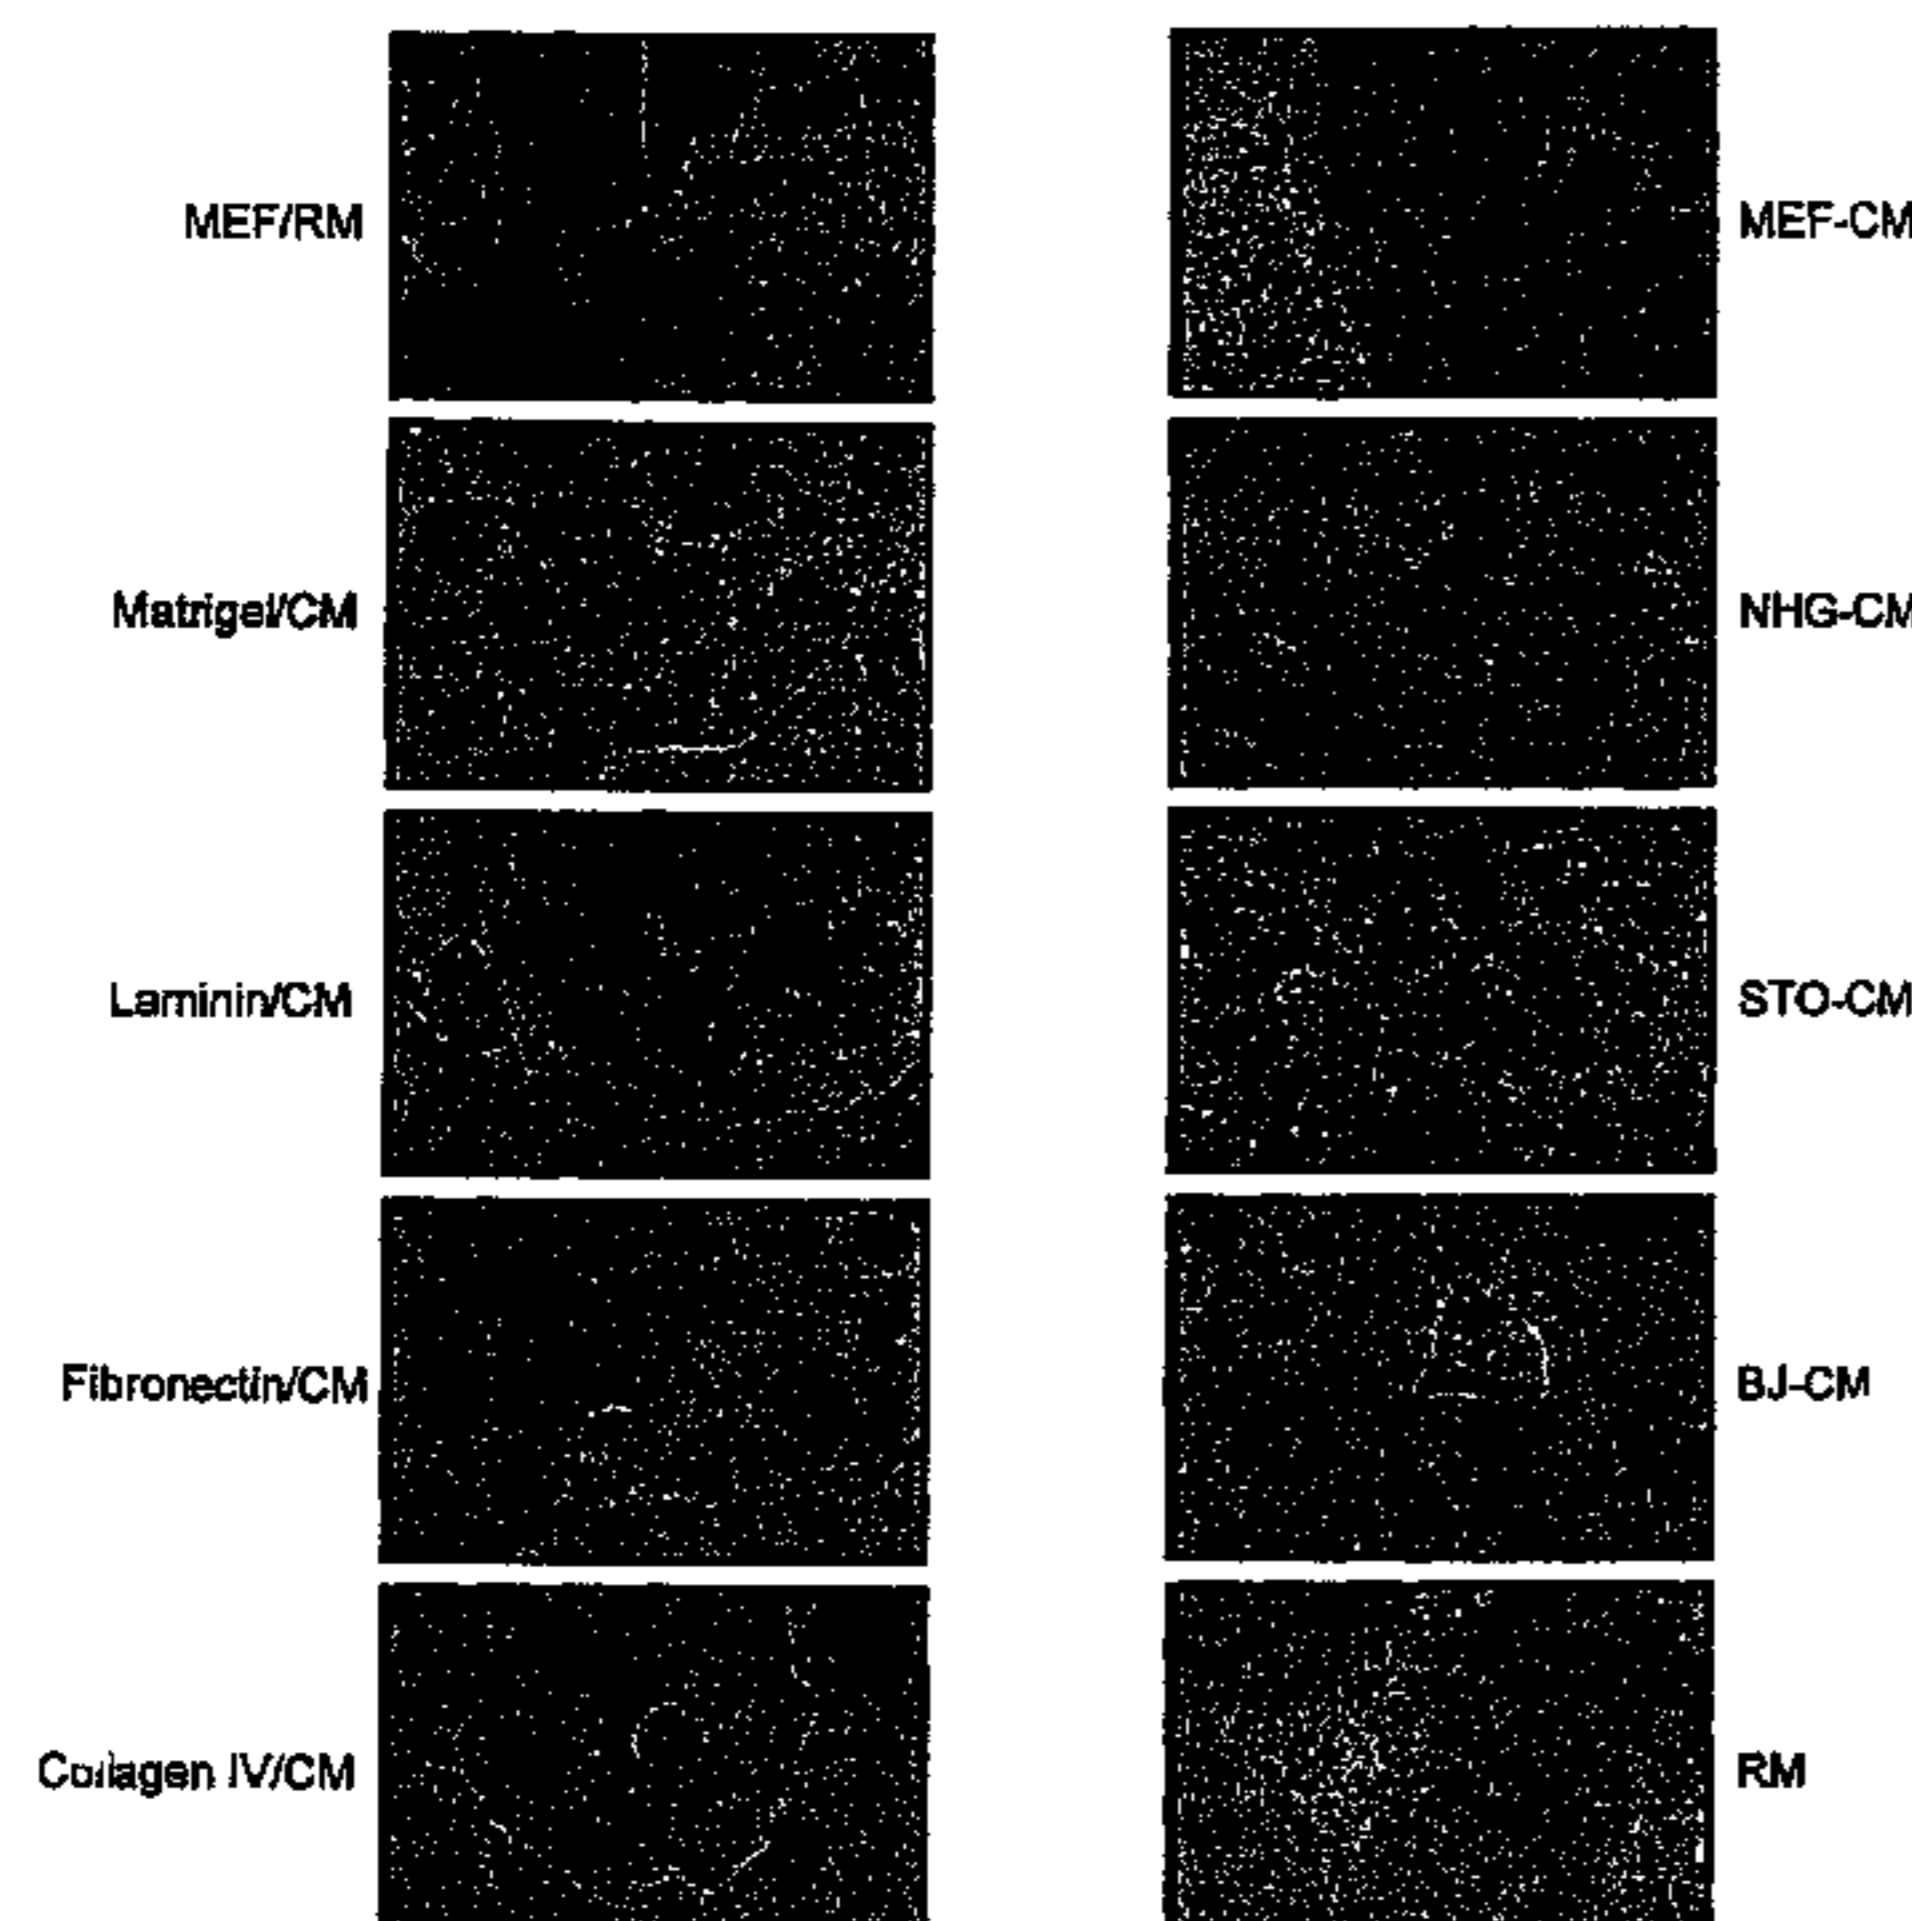 MEF/RM
MEF-CM
Matrigel/CM
NHG-CM
Laminin/CM
STO-CM
Fibronectin/CM
BJ-CM
Collagen IV/CM
RM